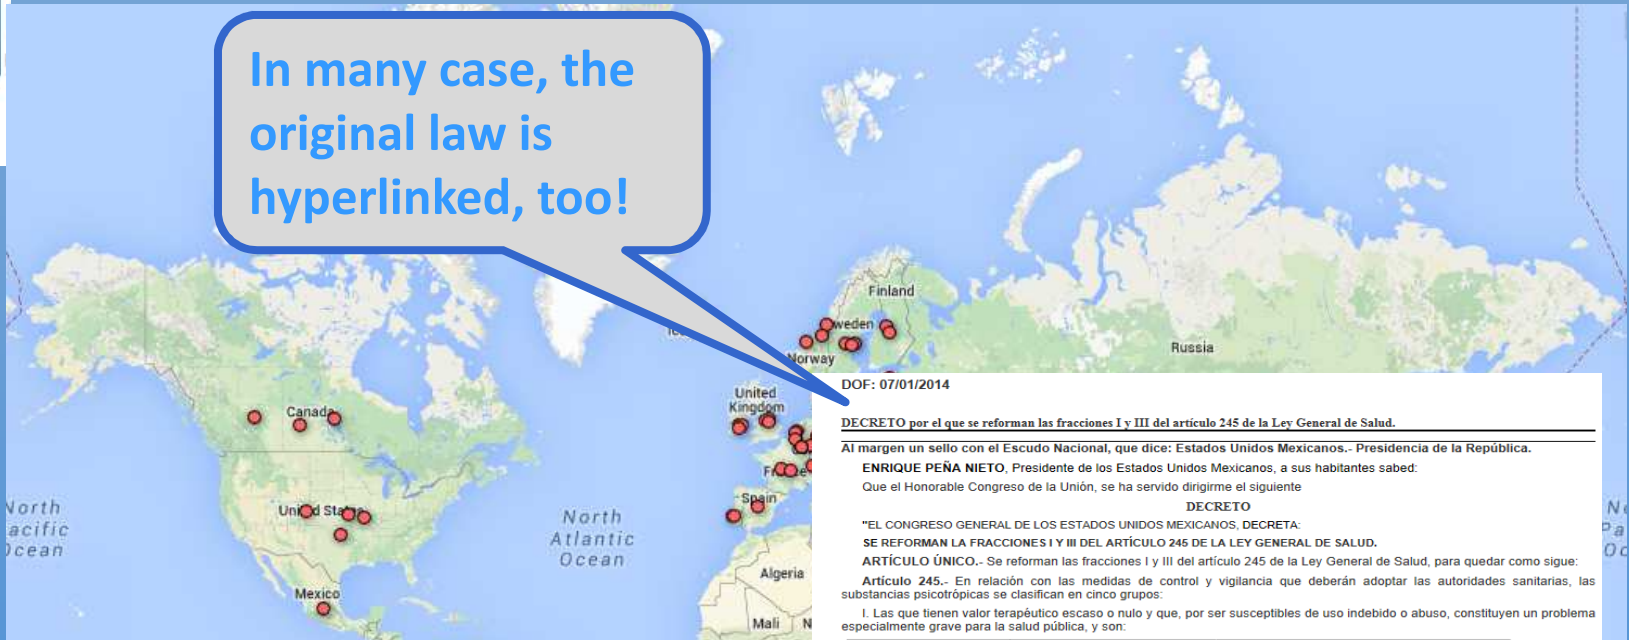 In many case, the
original law is
hyperlinked, too!
Finland
weden
Norway
Russia
United
Kingdom
Canada
Spain
United States
North
Atlantic
Ocean
North
acific
Ocean
Mexico
Algeria
Mali
DOF: 07/01/2014
DECRETO por el que se reforman las fracciones I y III del artículo 245 de la Ley General de Salud.
Al margen un sello con el Escudo Nacional, que dice: Estados Unidos Mexicanos.- Presidencia de la República.
ENRIQUE PEÑA NIETO, Presidente de los Estados Unidos Mexicanos, a sus habitantes sabed:
Que el Honorable Congreso de la Unión, se ha servido dirigirme el siguiente
DECRETO
"EL CONGRESO GENERAL DE LOS ESTADOS UNIDOS MEXICANOS, DECRETA:
SE REFORMAN LA FRACCIONES I Y III DEL ARTÍCULO 245 DE LA LEY GENERAL DE SALUD.
ARTÍCULO ÚNICO.- Se reforman las fracciones I y III del artículo 245 de la Ley General de Salud, para quedar como sigue:
Artículo 245.- En relación con las medidas de control y vigilancia que deberán adoptar las autoridades sanitarias, las
substancias psicotrópicas se clasifican en cinco grupos:
I. Las que tienen valor terapéutico escaso o nulo y que, por ser susceptibles de uso indebido o abuso, constituyen un problema
especialmente grave para la salud pública, y son: